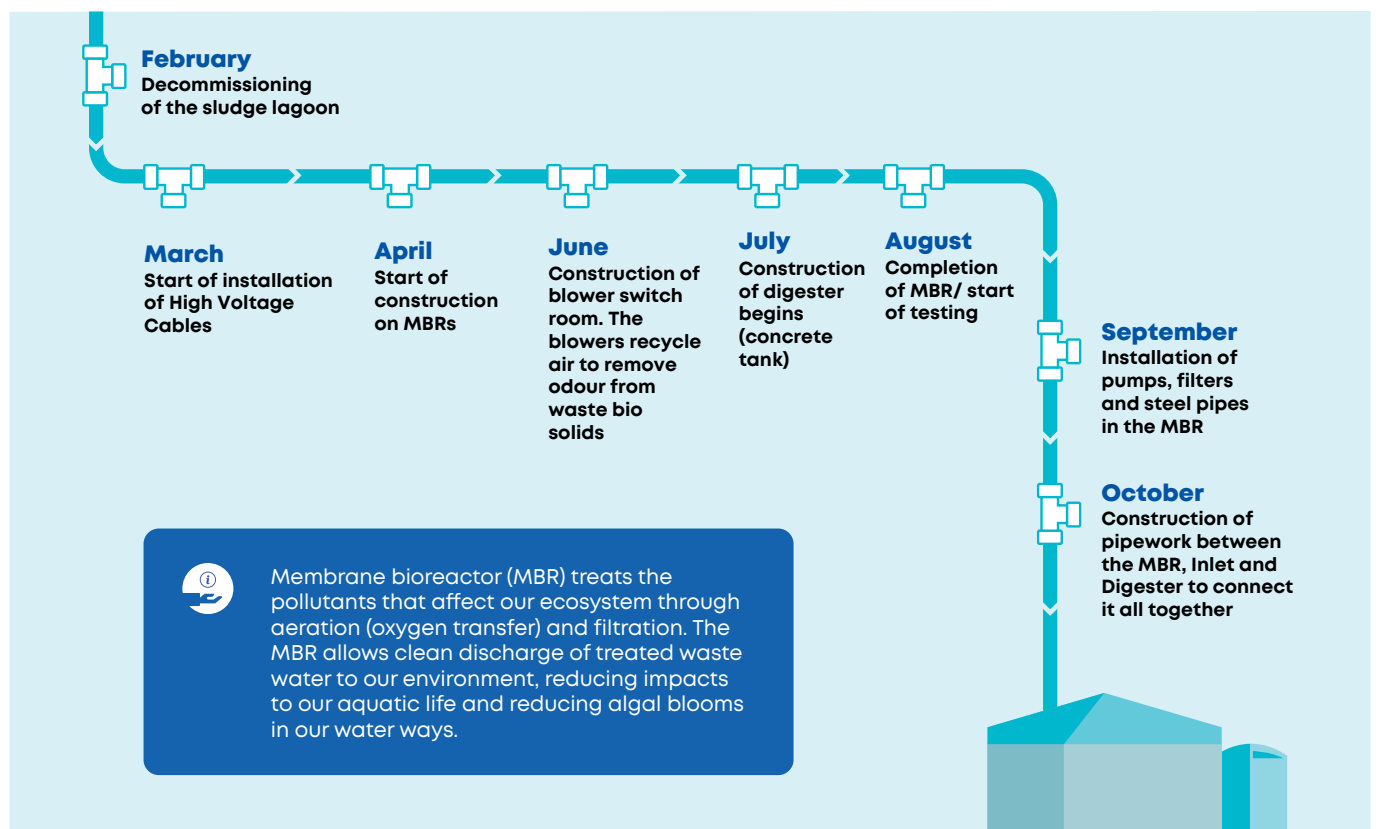 February
Decommissioning
of the sludge lagoon
March
Start of installation
of High Voltage
Cables
April
Start of
construction
on MBRs
June
Construction of
blower switch
room. The
blowers recycle
air to remove
odour from
waste bio
solids
July
Construction
of digester
begins
(concrete
tank)
August
Completion
of MBR/ start
of testing
September
Installation of
pumps, filters
and steel pipes
in the MBR
October
Construction of
pipework between
the MBR, Inlet and
Digester to connect
it all together
i
Membrane bioreactor (MBR) treats the
pollutants that affect our ecosystem through
aeration (oxygen transfer) and filtration. The
MBR allows clean discharge of treated waste
water to our environment, reducing impacts
to our aquatic life and reducing algal blooms
in our water ways.